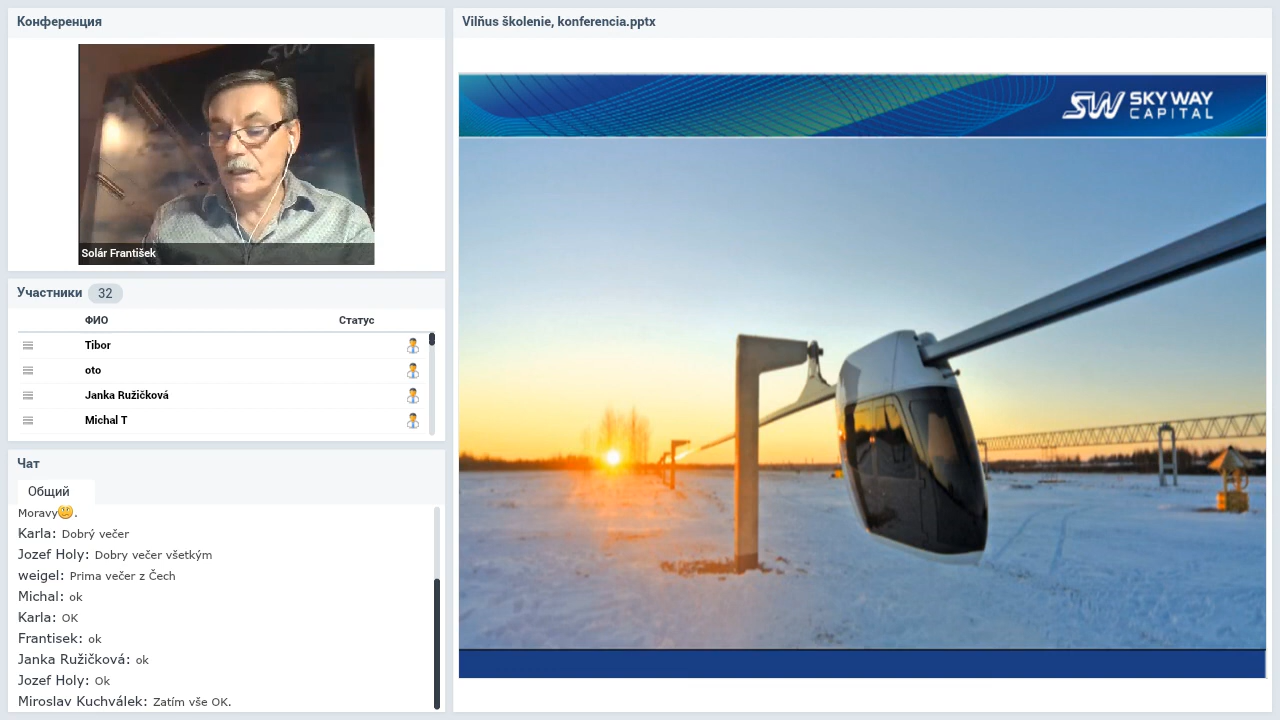 Конференция
SW
Solár František
Участники 32
ФИО Статус
Tibor
oto
Janka Ružičková
Michal T
Чат
Общий
Moravy.
Karla: Dobrý večer
Jozef Holy: Dobry večer všetkým
weigel: Prima večer z Čech
Michal: ok
Karla: OK
Frantisek: ok
Janka Ružičková: ok
Jozef Holy: Ok
Miroslav Kuchválek: Zatím vše OK.
Vilňus školenie, konferencia.pptx
SW SKY WAY
CAPITAL